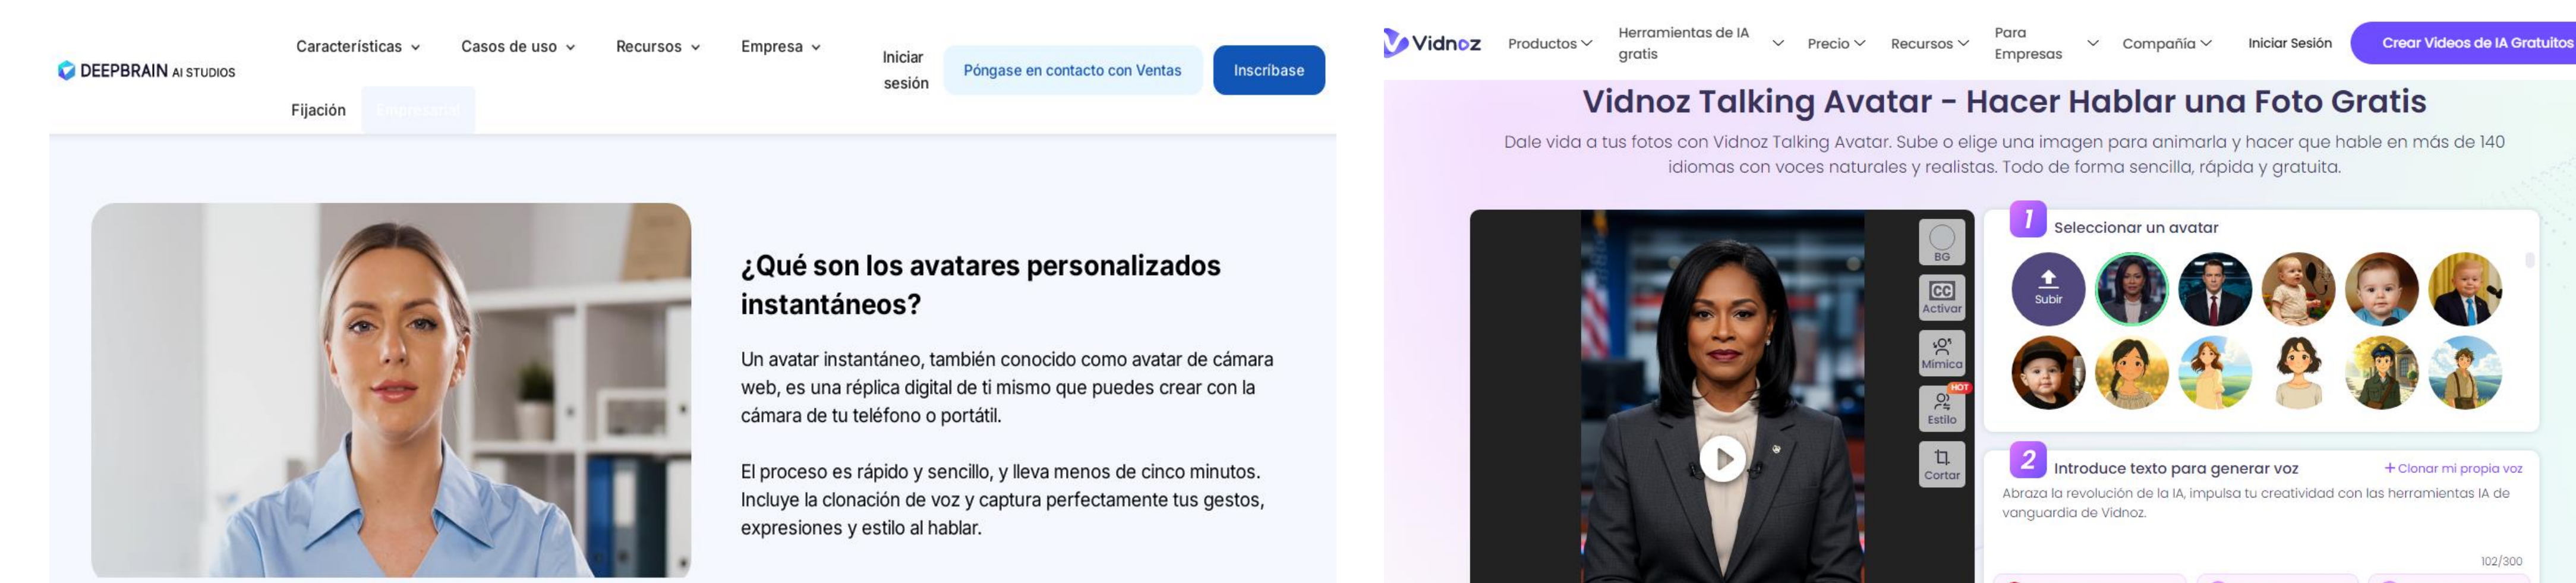 DEEPBRAIN AI STUDIOS
Características
Casos de uso
Recursos
Empresa
Fijación
Empresarial
Iniciar
sesión
Póngase en contacto con Ventas
Inscríbase
¿Qué son los avatares personalizados
instantáneos?
Un avatar instantáneo, también conocido como avatar de cámara
web, es una réplica digital de ti mismo que puedes crear con la
cámara de tu teléfono o portátil.
El proceso es rápido y sencillo, y lleva menos de cinco minutos.
Incluye la clonación de voz y captura perfectamente tus gestos,
expresiones y estilo al hablar.
Vidnoz
Productos
Herramientas de IA
gratis
Precio
Recursos
Para
Empresas
Compañía
Iniciar Sesión
Crear Videos de IA Gratuitos
Vidnoz Talking Avatar - Hacer Hablar una Foto Gratis
Dale vida a tus fotos con Vidnoz Talking Avatar. Sube o elige una imagen para animarla y hacer que hable en más de 140
idiomas con voces naturales y realistas. Todo de forma sencilla, rápida y gratuita.
BG
CC
Activar
Mímica
HOT
Estilo
Cortar
1
Seleccionar un avatar
Subir
2
Introduce texto para generar voz
+ Clonar mi propia voz
Abraza la revolución de la IA, impulsa tu creatividad con las herramientas IA de
vanguardia de Vidnoz.
102/300